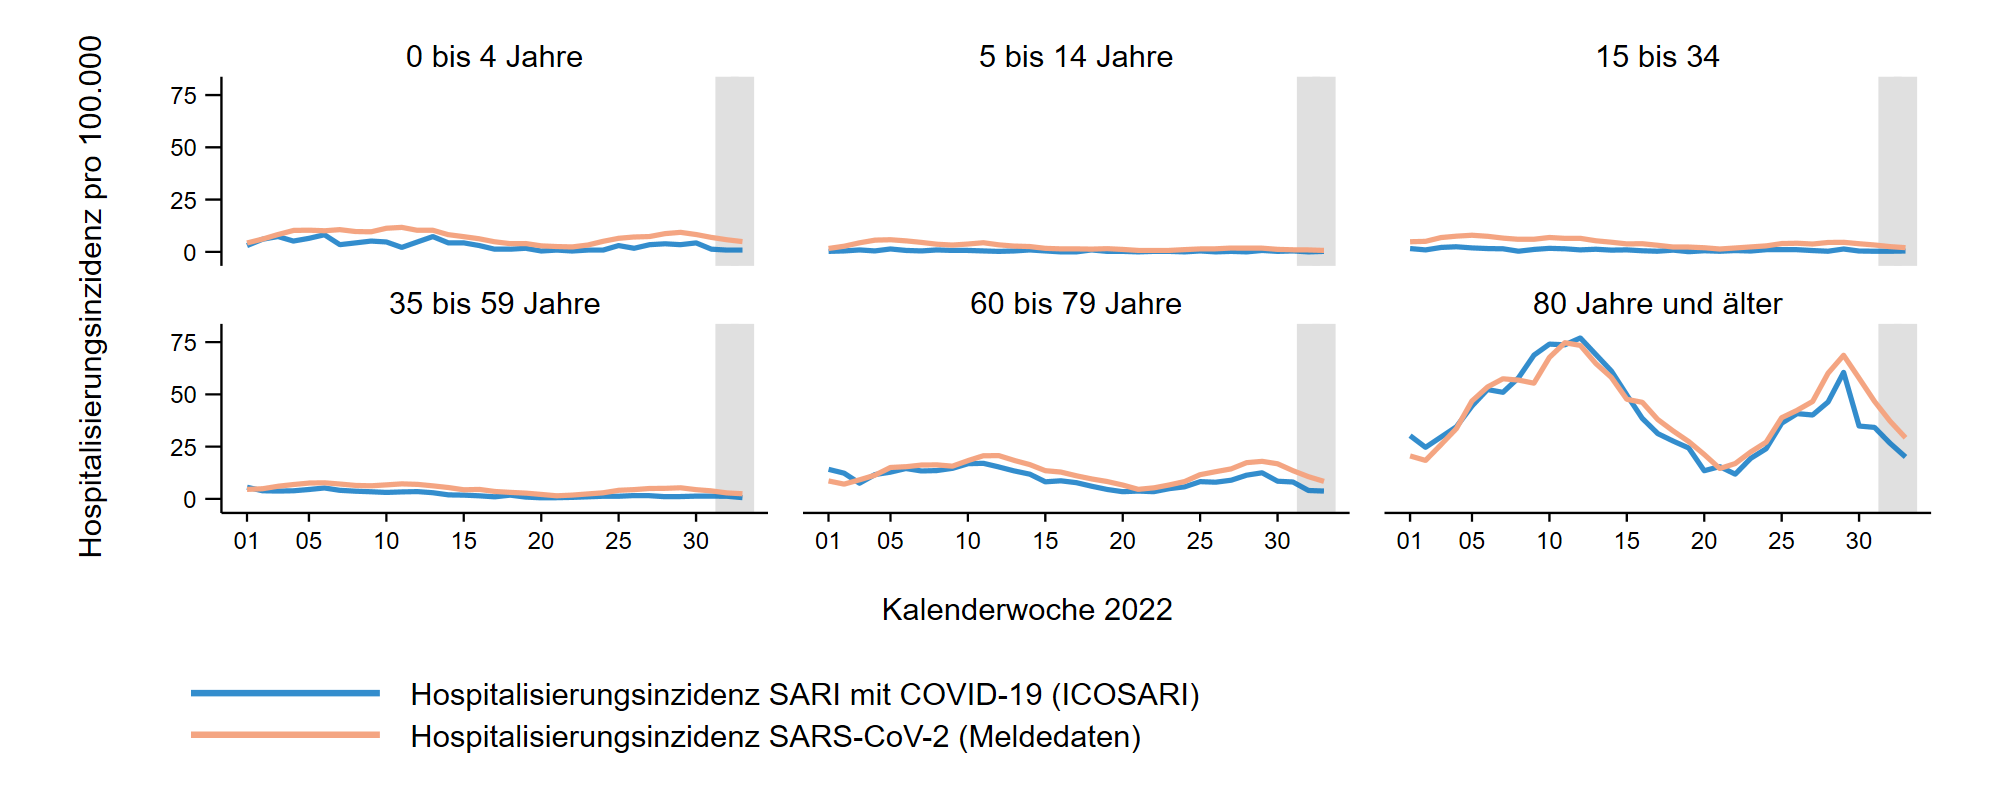 Hospitalisierungsinzidenz pro 100.000
0 bis 4 Jahre
5 bis 14 Jahre
15 bis 34
75
50
25
0
35 bis 59 Jahre
60 bis 79 Jahre
80 Jahre und älter
75
50
25
0
01 05 10 15 20 25 30
01 05 10 15 20 25 30
01 05 10 15 20 25 30
Kalenderwoche 2022
Hospitalisierungsinzidenz SARI mit COVID-19 (ICOSARI)
Hospitalisierungsinzidenz SARS-CoV-2 (Meldedaten)